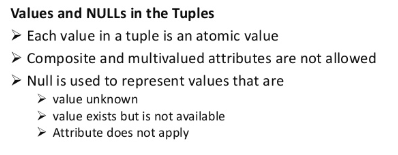 Values and NULLs in the Tuples
➢ Each value in a tuple is an atomic value
➢ Composite and multivalued attributes are not allowed
➢ Null is used to represent values that are
➢ value unknown
➢ value exists but is not available
➢ Attribute does not apply